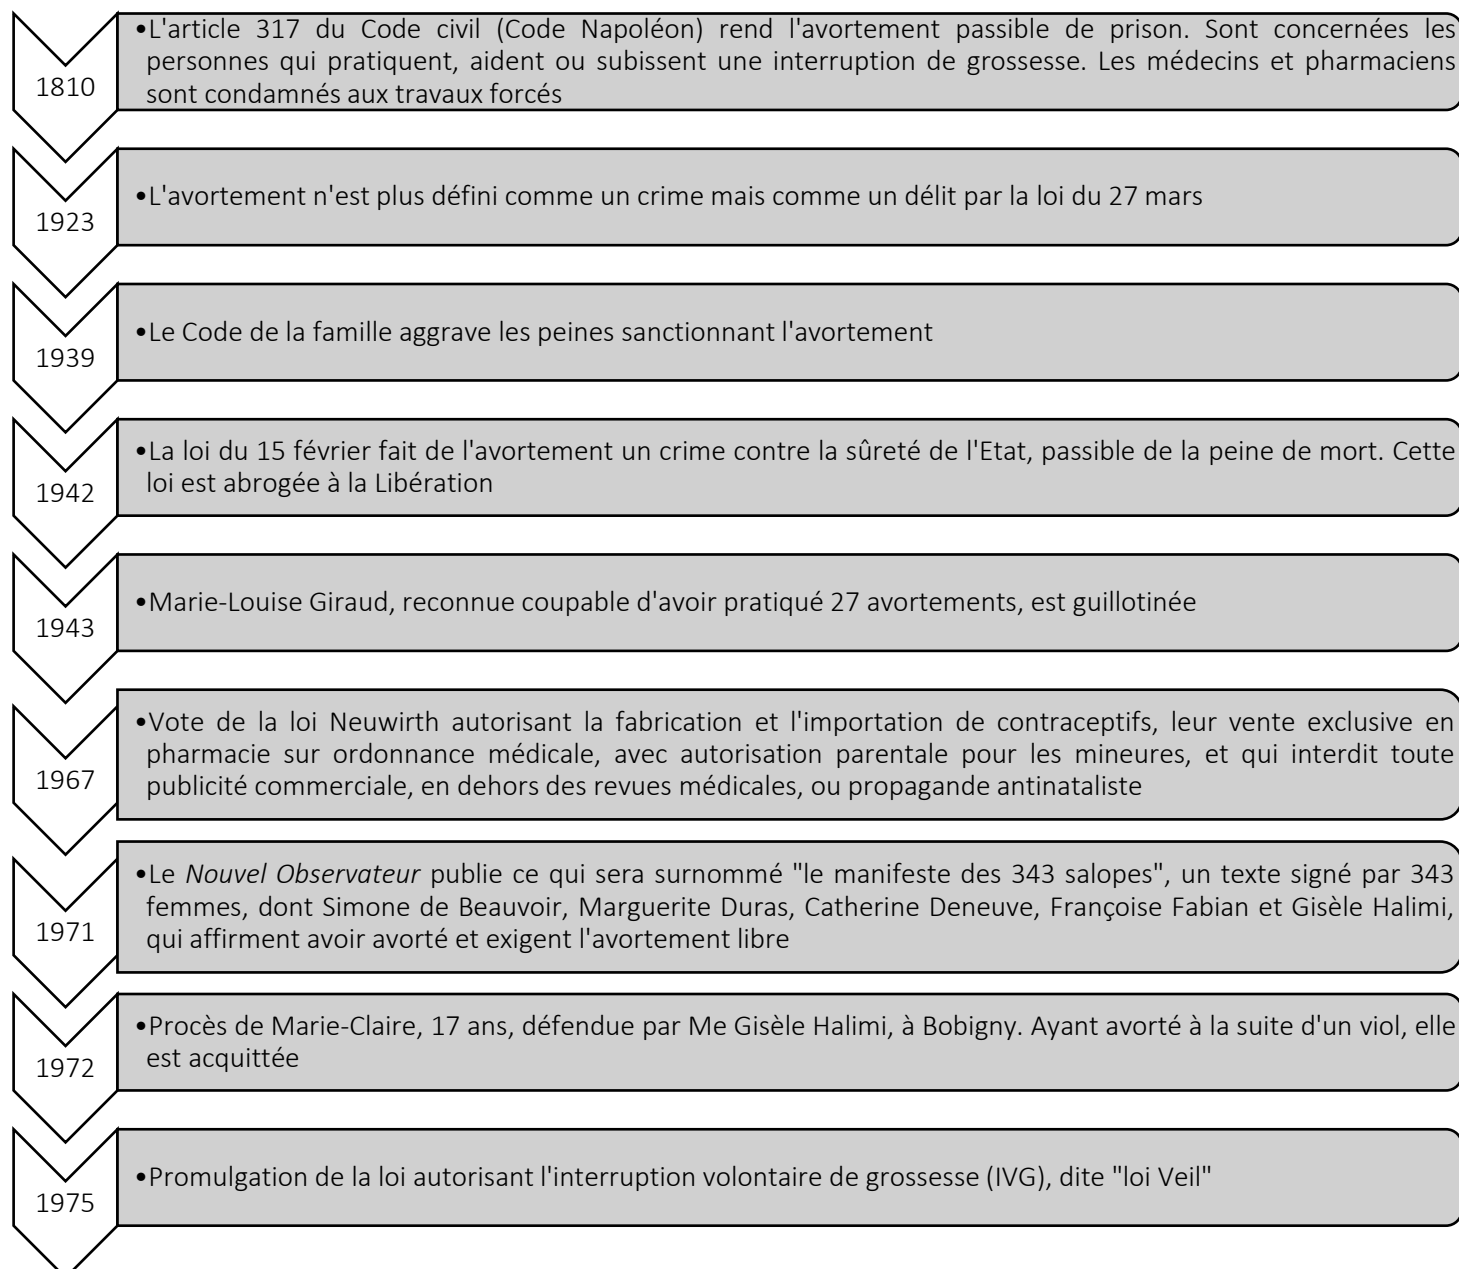 1810
•L'article 317 du Code civil (Code Napoléon) rend l'avortement passible de prison. Sont concernées les
personnes qui pratiquent, aident ou subissent une interruption de grossesse. Les médecins et pharmaciens
sont condamnés aux travaux forcés
1923
•L'avortement n'est plus défini comme un crime mais comme un délit par la loi du 27 mars
1939
•Le Code de la famille aggrave les peines sanctionnant l'avortement
1942
•La loi du 15 février fait de l'avortement un crime contre la sûreté de l'Etat, passible de la peine de mort. Cette
loi est abrogée à la Libération
1943
•Marie-Louise Giraud, reconnue coupable d'avoir pratiqué 27 avortements, est guillotinée
1967
•Vote de la loi Neuwirth autorisant la fabrication et l'importation de contraceptifs, leur vente exclusive en
pharmacie sur ordonnance médicale, avec autorisation parentale pour les mineures, et qui interdit toute
publicité commerciale, en dehors des revues médicales, ou propagande antinataliste
1971
•Le Nouvel Observateur publie ce qui sera surnommé "le manifeste des 343 salopes", un texte signé par 343
femmes, dont Simone de Beauvoir, Marguerite Duras, Catherine Deneuve, Françoise Fabian et Gisèle Halimi,
qui affirment avoir avorté et exigent l'avortement libre
1972
•Procès de Marie-Claire, 17 ans, défendue par Me Gisèle Halimi, à Bobigny. Ayant avorté à la suite d'un viol, elle
est acquittée
1975
•Promulgation de la loi autorisant l'interruption volontaire de grossesse (IVG), dite "loi Veil"